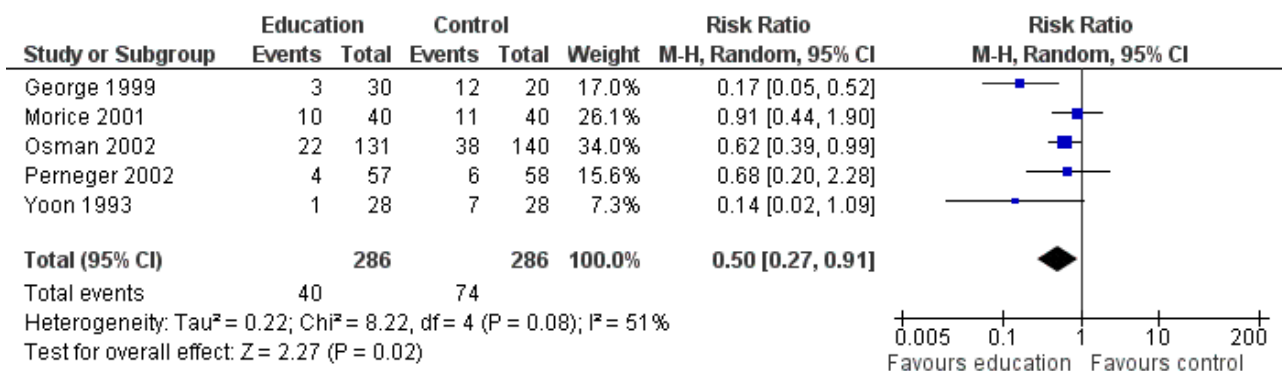 Education Control Risk Ratio Risk Ratio
Study or Subgroup Events Total Events Total Weight M-H, Random, 95% CI M-H, Random, 95% CI
George 1999 3 30 12 20 17.0% 0.17 [0.05, 0.52]
Morice 2001 10 40 11 40 26.1% 0.91 [0.44, 1.90]
Osman 2002 22 131 38 140 34.0% 0.62 [0.39, 0.99]
Perneger 2002 4 57 6 58 15.6% 0.68 [0.20, 2.28]
Yoon 1993 1 28 7 28 7.3% 0.14 [0.02, 1.09]
Total (95% CI) 286 286 100.0% 0.50 [0.27, 0.91]
Total events 40 74
Heterogeneity: Tau² = 0.22; Chi² = 8.22, df = 4 (P = 0.08); I² = 51%
Test for overall effect: Z = 2.27 (P = 0.02)
0.005 0.1 1 10 200
Favours education Favours control